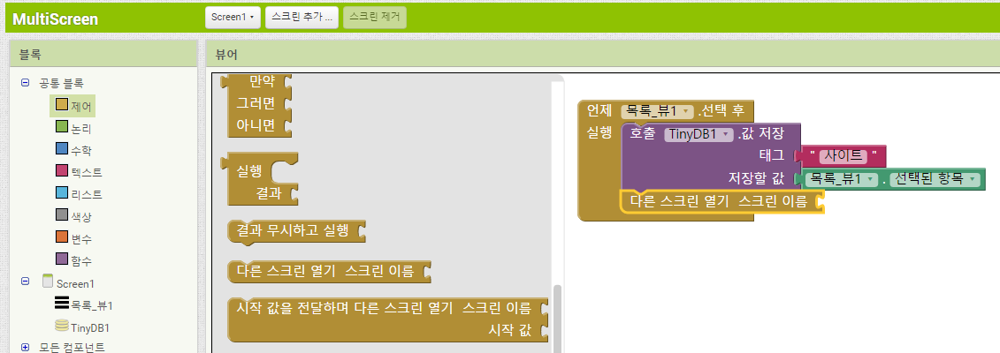 MultiScreen
Screen1 스크린 추가 ... 스크린 제거
블록
뷰어
공통 블록
제어
논리
수학
텍스트
리스트
색상
변수
함수
Screen1
목록_뷰1
TinyDB1
모든 컴포넌트
만약
그러면
아니면
실행
결과
결과 무시하고 실행
다른 스크린 열기 스크린 이름
시작 값을 전달하며 다른 스크린 열기 스크린 이름
시작 값
언제 목록_뷰1 .선택 후
실행 호출 TinyDB1 .값 저장
태그 " 사이트 "
저장할 값 목록_뷰1 . 선택된 항목
다른 스크린 열기 스크린 이름